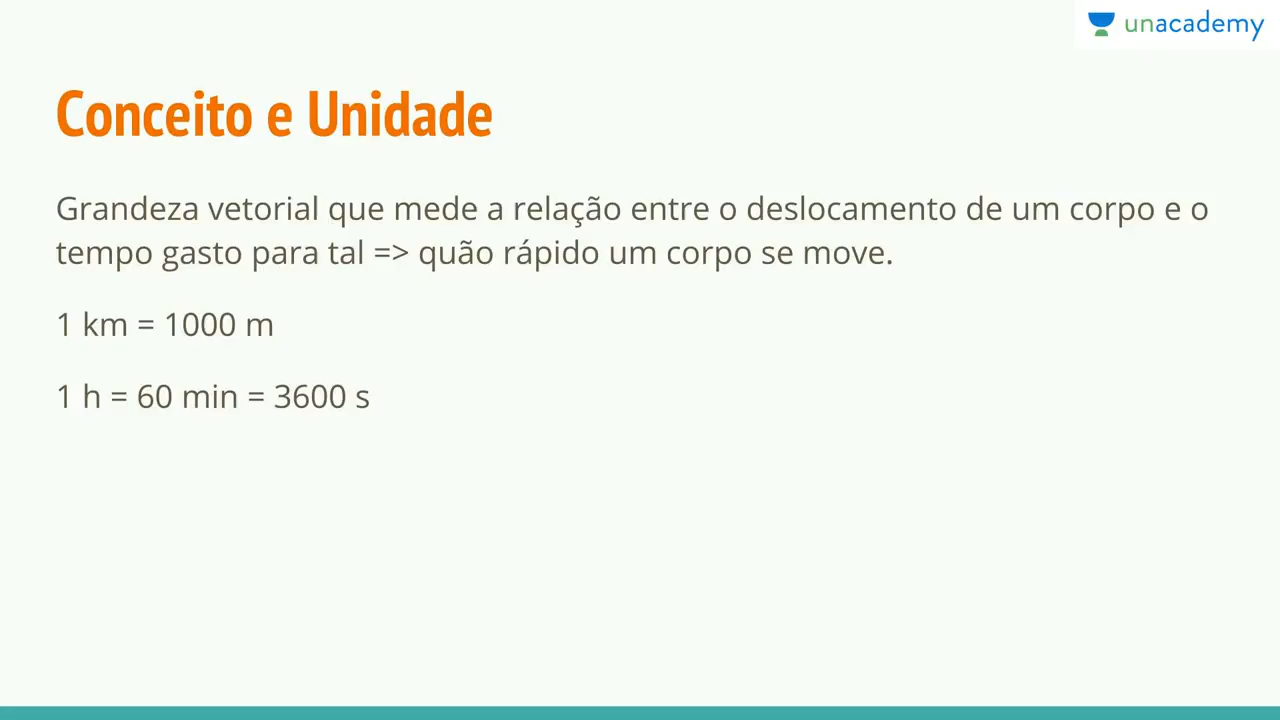 unacademy
Conceito e Unidade
Grandeza vetorial que mede a relação entre o deslocamento de um corpo e o
tempo gasto para tal => quão rápido um corpo se move.
1 km = 1000 m
1 h = 60 min = 3600 s